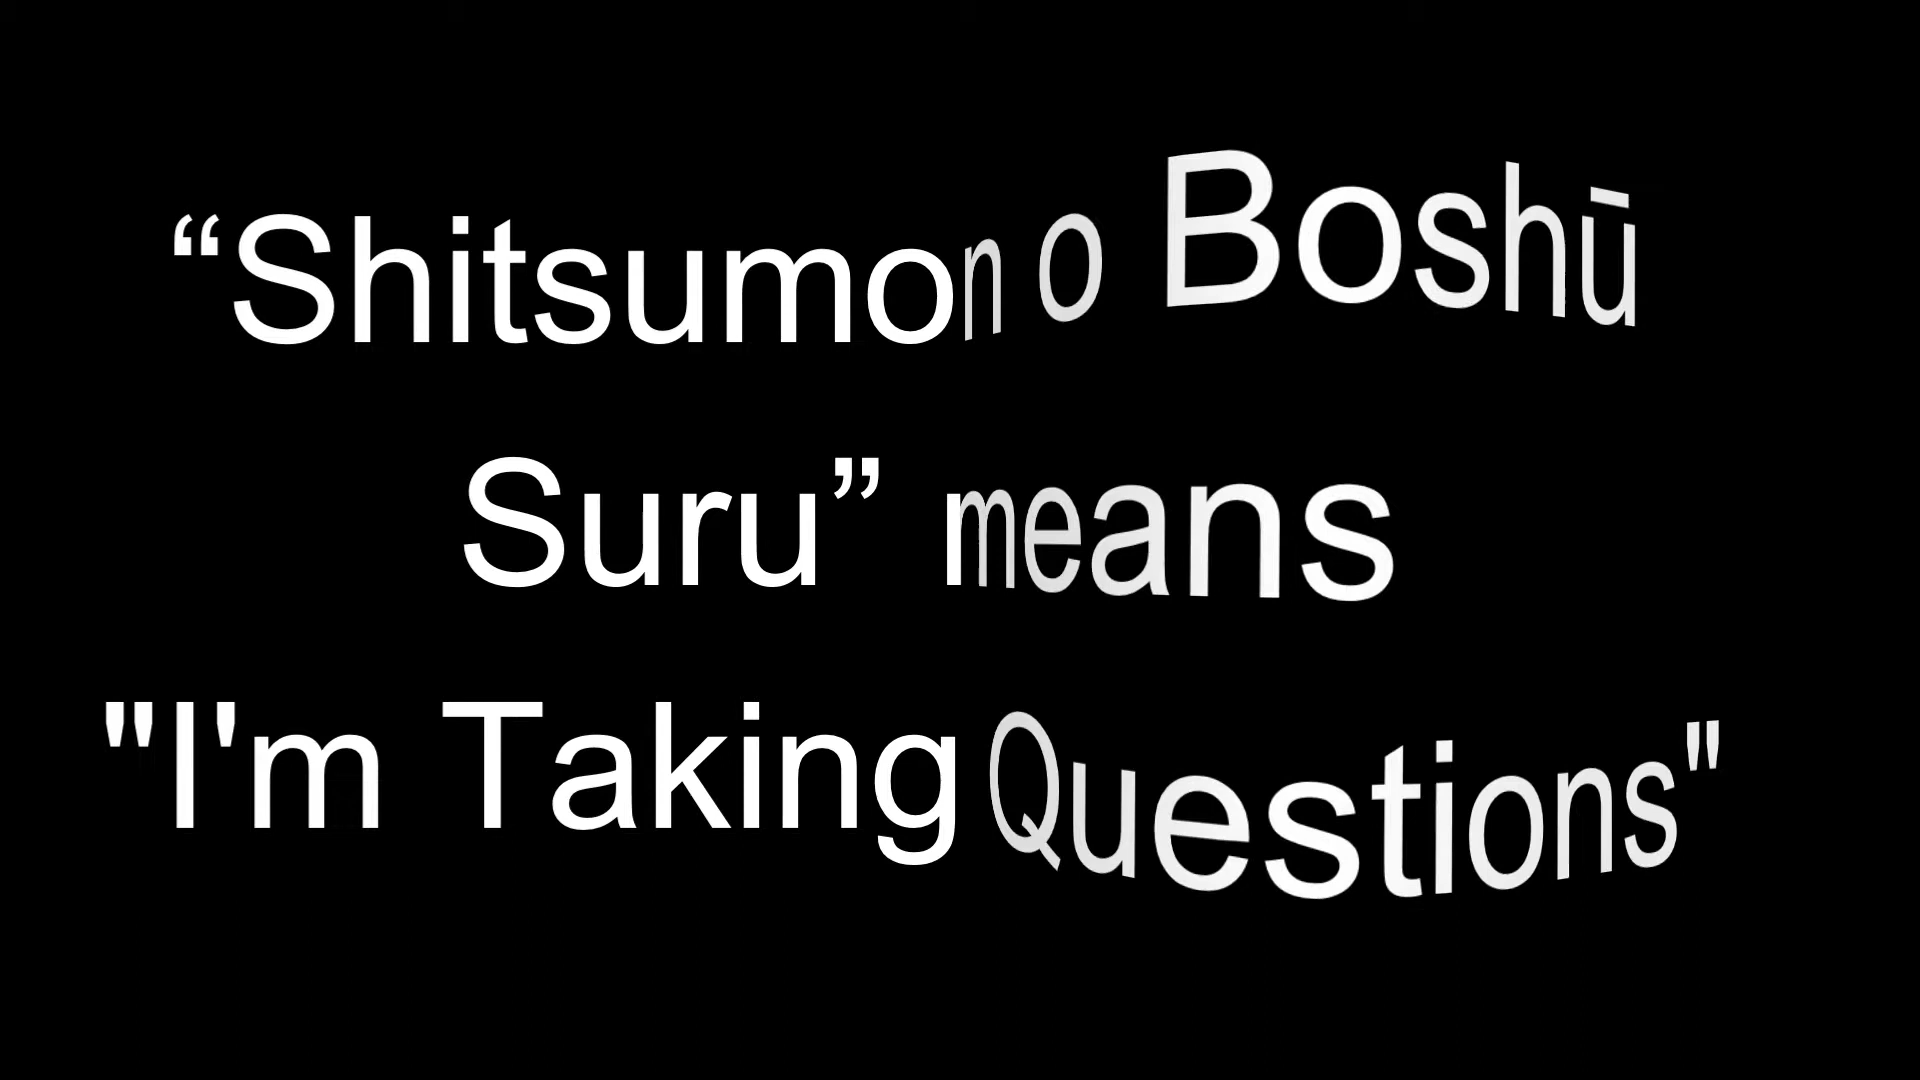 “Shitsumon o Boshū
Suru” means
"I'm Taking Questions"